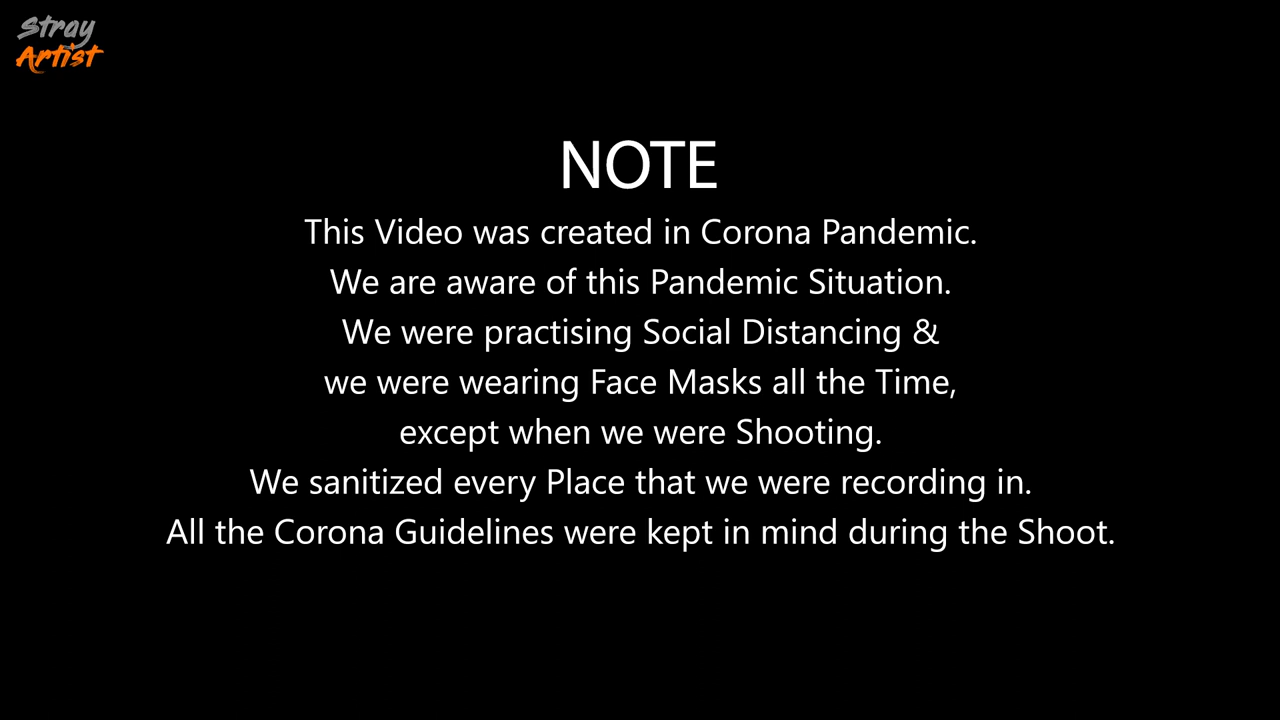 Stray
Artist
NOTE
This Video was created in Corona Pandemic.
We are aware of this Pandemic Situation.
We were practising Social Distancing &
we were wearing Face Masks all the Time,
except when we were Shooting.
We sanitized every Place that we were recording in.
All the Corona Guidelines were kept in mind during the Shoot.